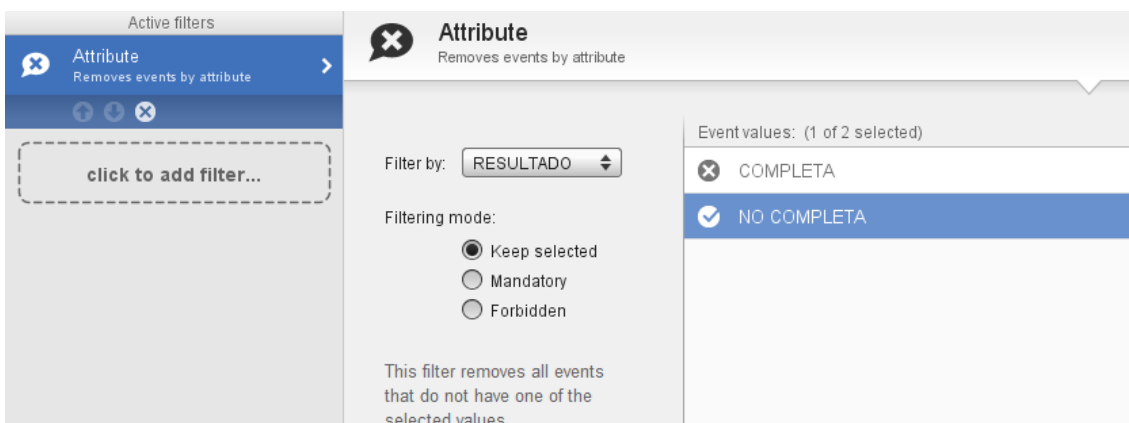 Active filters
Attribute
Removes events by attribute
click to add filter...
Attribute
Removes events by attribute
Filter by: RESULTADO
Filtering mode:
Keep selected
Mandatory
Forbidden
This filter removes all events
that do not have one of the
selected values
Event values: (1 of 2 selected)
COMPLETA
NO COMPLETA